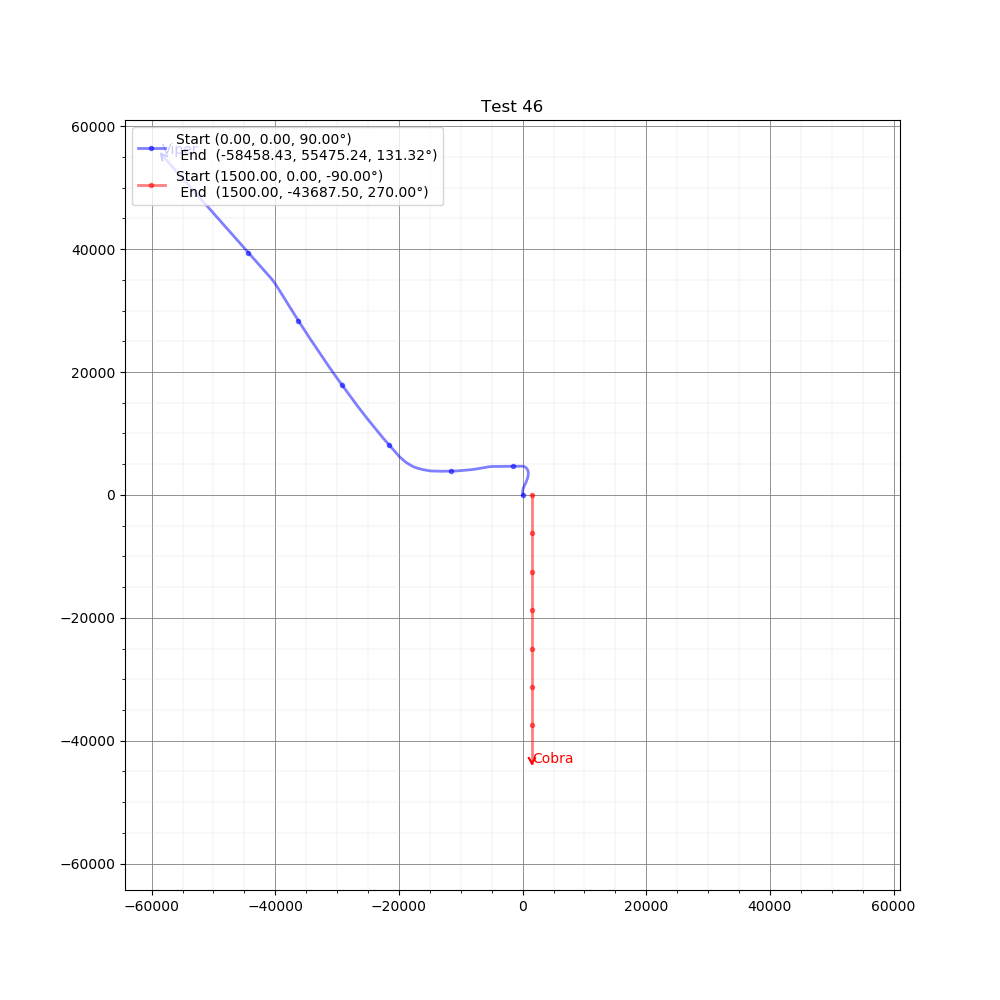 Test 46
60000
40000
20000
0
−20000
−40000
−60000
Viper
Start (0.00, 0.00, 90.00°)
End (-58458.43, 55475.24, 131.32°)
Start (1500.00, 0.00, -90.00°)
End (1500.00, -43687.50, 270.00°)
Cobra
−60000 −40000 −20000 0 20000 40000 60000